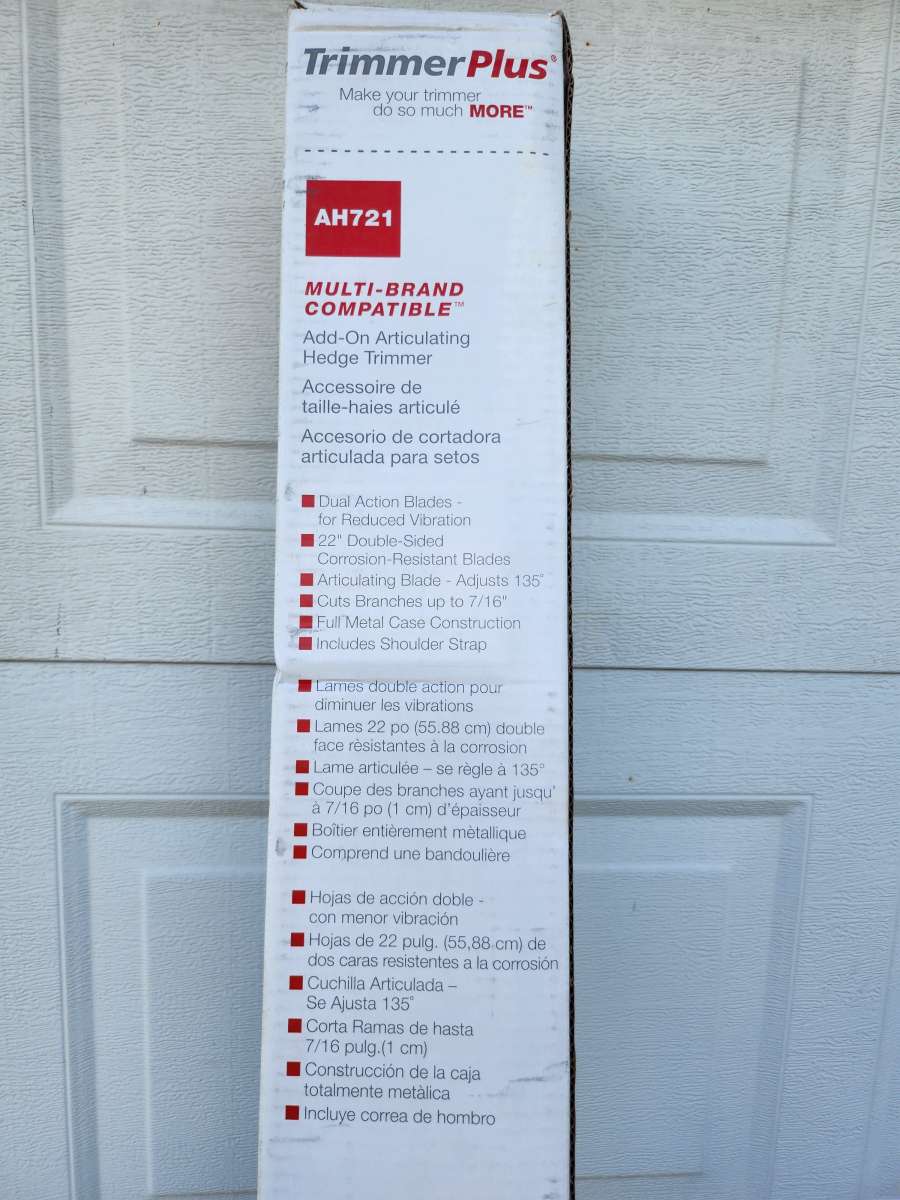 TrimmerPlus®
Make your trimmer
do so much MORE™
AH721
MULTI-BRAND
COMPATIBLE™
Add-On Articulating
Hedge Trimmer
Accessoire de
taille-haies articulé
Accesorio de cortadora
articulada para setos
Dual Action Blades -
for Reduced Vibration
22" Double-Sided
Corrosion-Resistant Blades
Articulating Blade - Adjusts 135°
Cuts Branches up to 7/16"
Full Metal Case Construction
Includes Shoulder Strap
Lames double action pour
diminuer les vibrations
Lames 22 po (55.88 cm) double
face rèsistantes à la corrosion
Lame articulée – se règle à 135°
Coupe des branches ayant jusqu'
à 7/16 po (1 cm) d'épaisseur
Boîtier entièrement mètallique
Comprend une bandoulière
Hojas de acción doble -
con menor vibración
Hojas de 22 pulg. (55,88 cm) de
dos caras resistentes a la corrosión
Cuchilla Articulada –
Se Ajusta 135°
Corta Ramas de hasta
7/16 pulg.(1 cm)
Construcción de la caja
totalmente metàlica
Incluye correa de hombro